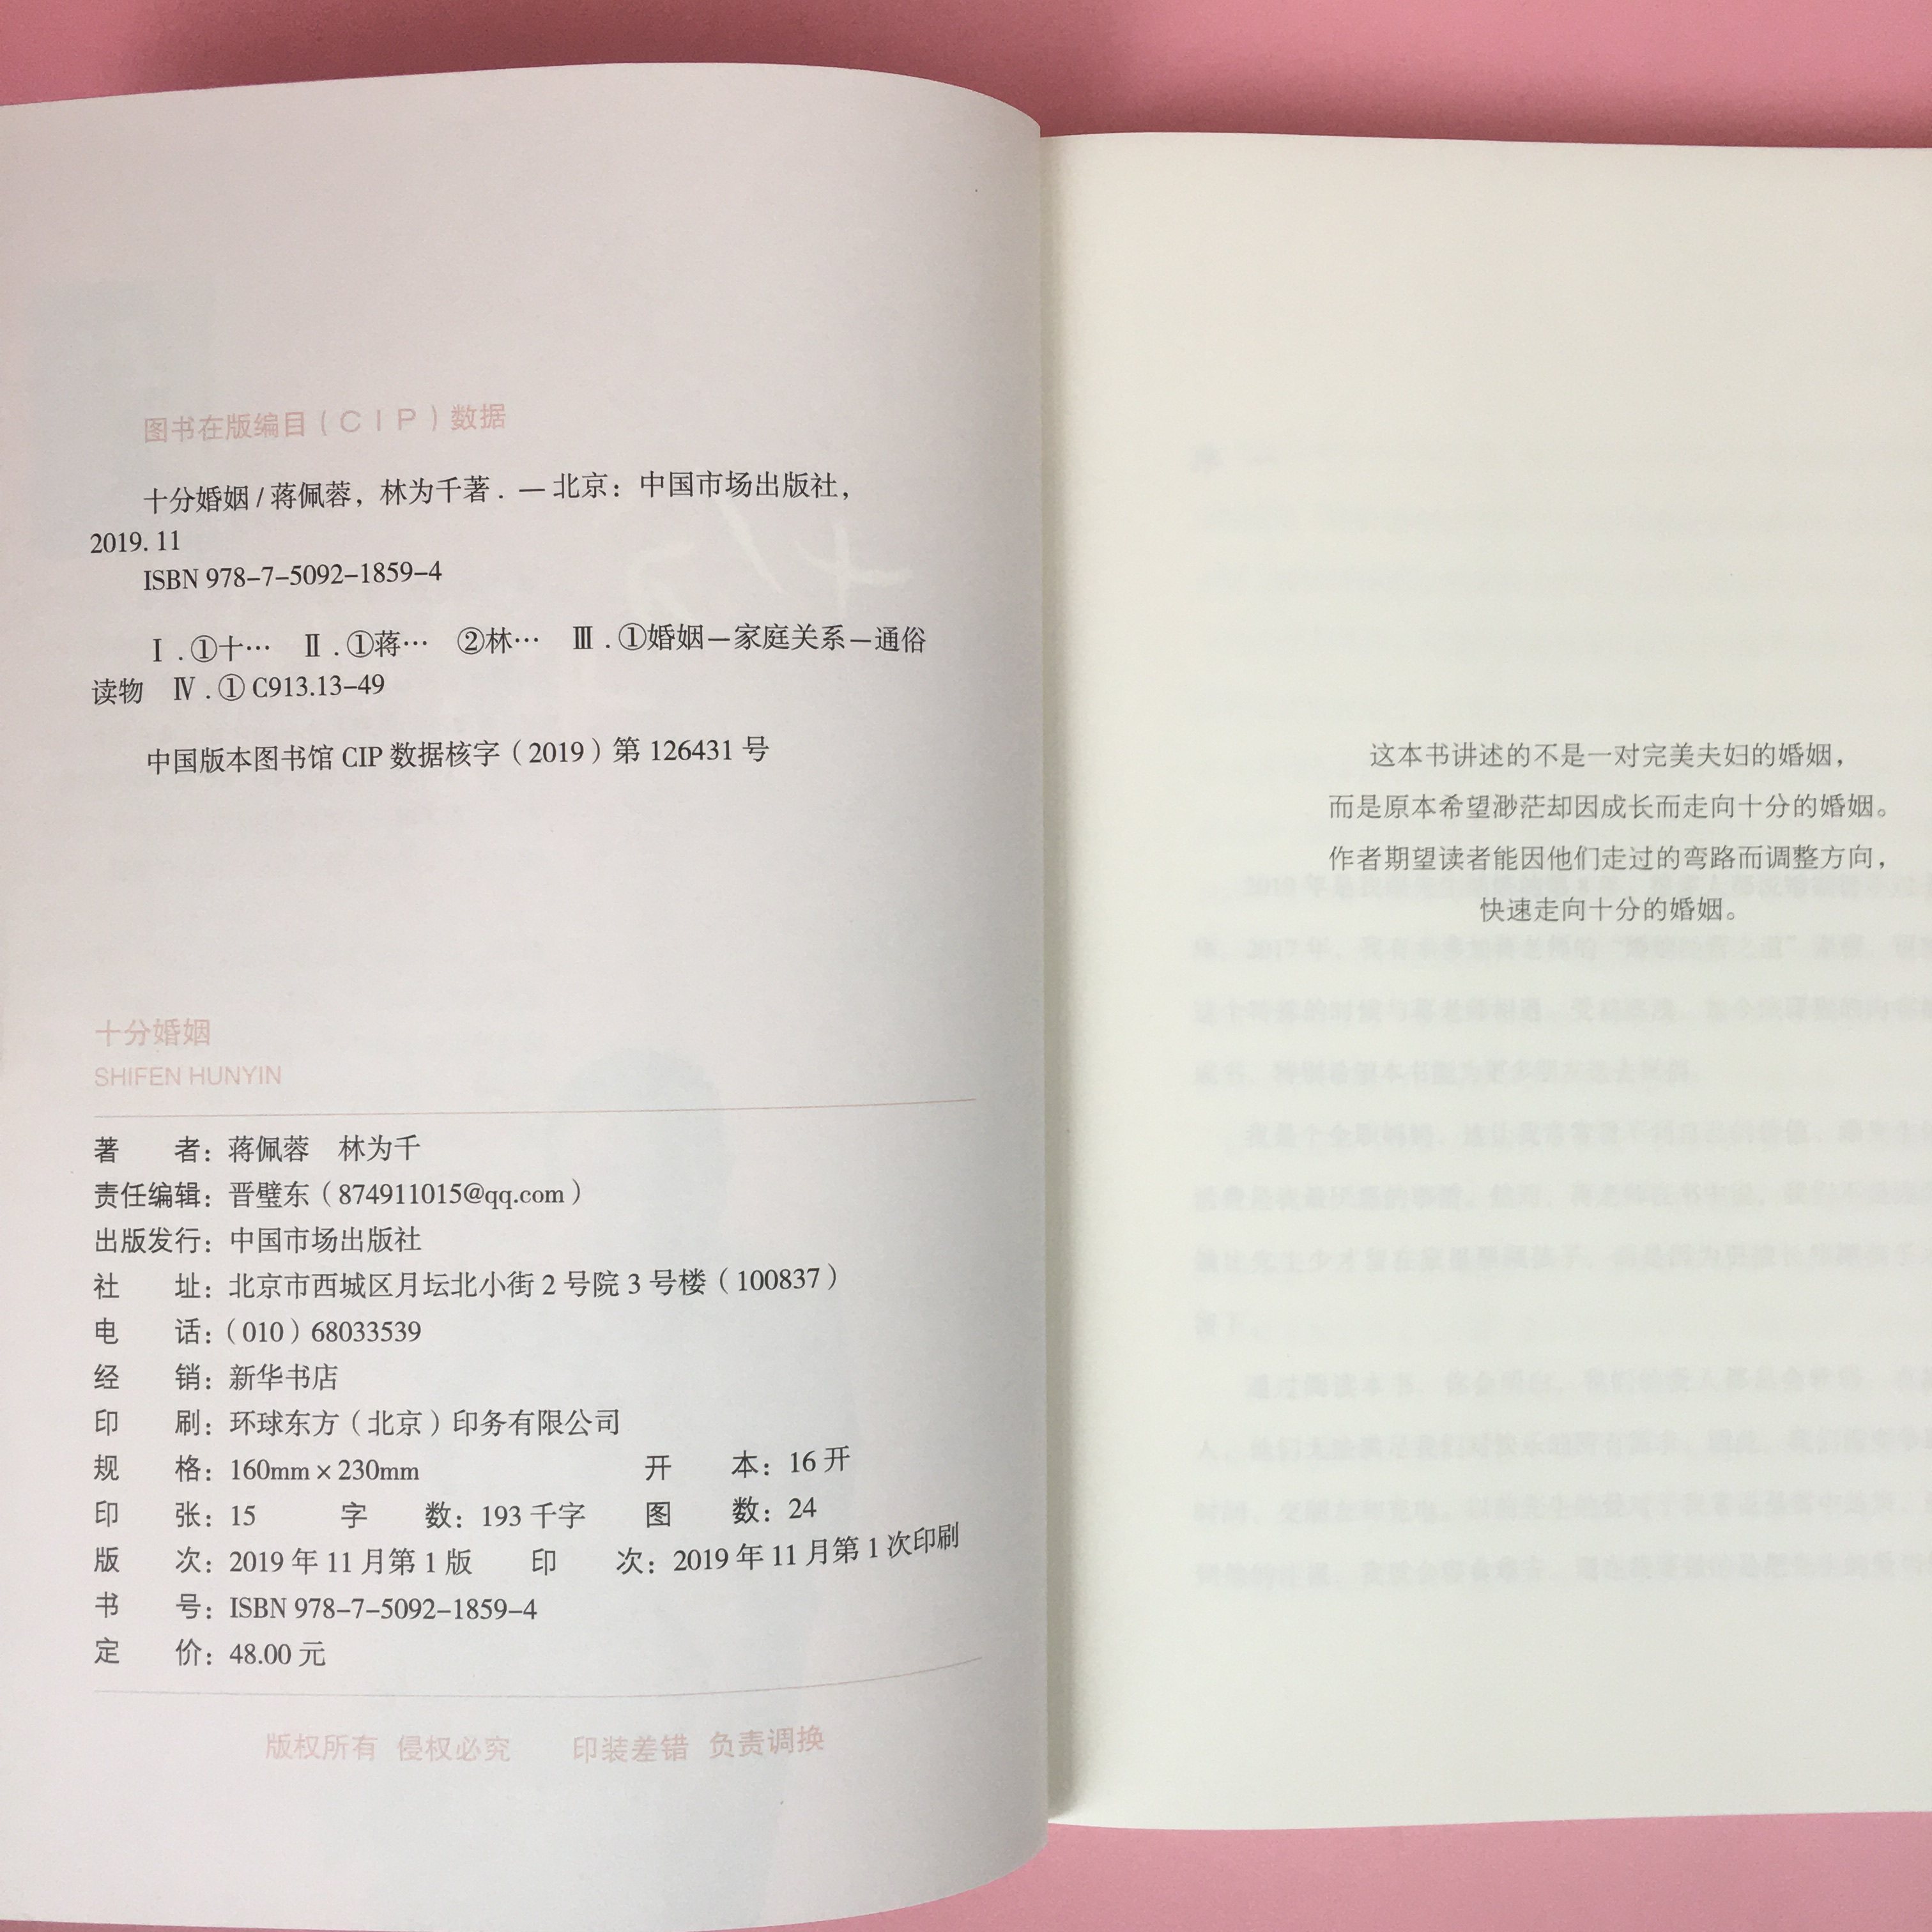 图书在版编目（CIP）数据
十分婚姻 / 蒋佩蓉，林为千著．— 北京：中国市场出版社，
2019. 11
ISBN 978-7-5092-1859-4
Ⅰ．①十… Ⅱ．①蒋… ②林… Ⅲ．①婚姻—家庭关系—通俗
读物 Ⅳ．① C913.13-49
中国版本图书馆 CIP 数据核字（2019）第 126431 号
十分婚姻
SHIFEN HUNYIN
著 者：蒋佩蓉 林为千
责任编辑：晋璧东（874911015@qq.com）
出版发行：中国市场出版社
社 址：北京市西城区月坛北小街 2 号院 3 号楼（100837）
电 话：（010）68033539
经 销：新华书店
印 刷：环球东方（北京）印务有限公司
规 格：160mm × 230mm 开 本：16 开
印 张：15 字 数：193 千字 图 数：24
版 次：2019 年 11 月第 1 版 印 次：2019 年 11 月第 1 次印刷
书 号：ISBN 978-7-5092-1859-4
定 价：48.00 元
版权所有 侵权必究 印装差错 负责调换
这本书讲述的不是一对完美夫妇的婚姻，
而是原本希望渺茫却因成长而走向十分的婚姻。
作者期望读者能因他们走过的弯路而调整方向，
快速走向十分的婚姻。